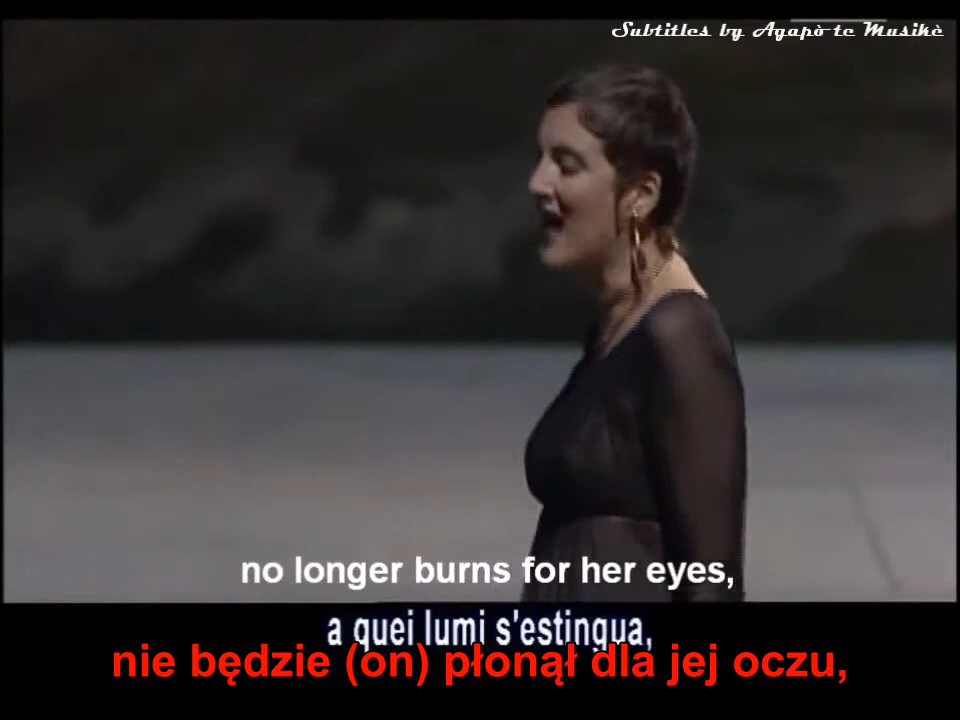 Subtitles by Agapò te Musikè
no longer burns for her eyes,
a quei lumi s'estingua,
nie będzie (on) płonął dla jej oczu,